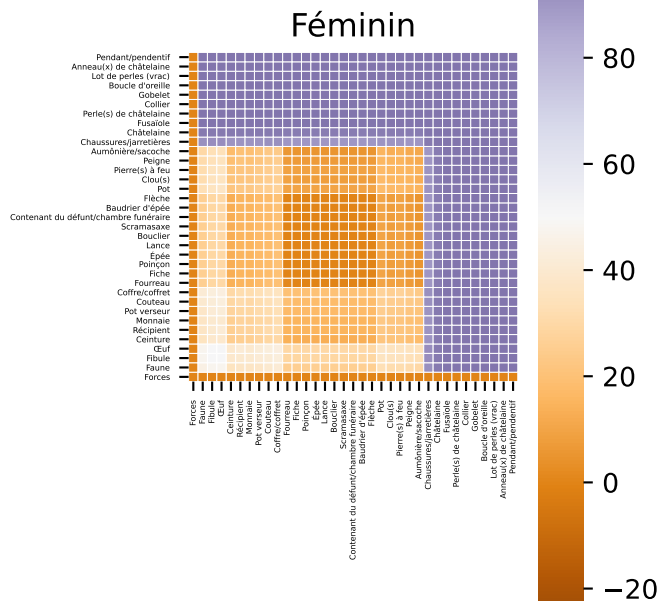 Féminin
Pendant/pendentif
Anneau(x) de châtelaine
Lot de perles (vrac)
Boucle d'oreille
Gobelet
Collier
Perle(s) de châtelaine
Fusaïole
Châtelaine
Chaussures/jarretières
Aumônière/sacoche
Peigne
Pierre(s) à feu
Clou(s)
Pot
Flèche
Baudrier d'épée
Contenant du défunt/chambre funéraire
Scramasaxe
Bouclier
Lance
Épée
Poinçon
Fiche
Fourreau
Coffre/coffret
Couteau
Pot verseur
Monnaie
Récipient
Ceinture
Œuf
Fibule
Faune
Forces
Forces
Faune
Fibule
Œuf
Ceinture
Récipient
Monnaie
Pot verseur
Couteau
Coffre/coffret
Fourreau
Fiche
Poinçon
Épée
Lance
Bouclier
Scramasaxe
Contenant du défunt/chambre funéraire
Baudrier d'épée
Flèche
Pot
Clou(s)
Pierre(s) à feu
Peigne
Aumônière/sacoche
Chaussures/jarretières
Châtelaine
Fusaïole
Perle(s) de châtelaine
Collier
Gobelet
Boucle d'oreille
Lot de perles (vrac)
Anneau(x) de châtelaine
Pendant/pendentif
80
60
40
20
0
−20